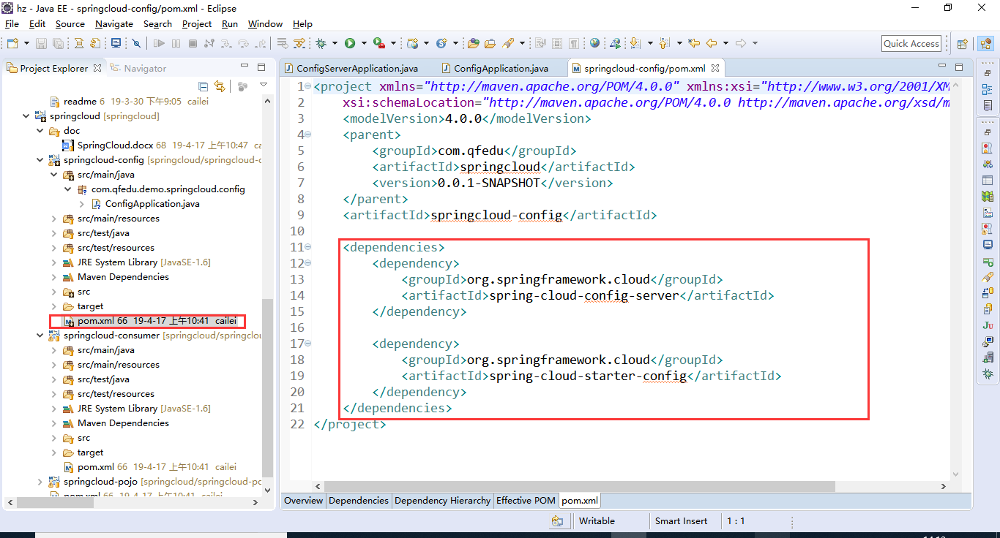 hz - Java EE - springcloud-config/pom.xml - Eclipse
File Edit Source Navigate Search Project Run Window Help
Quick Access
Project Explorer Navigator
readme 6 19-3-30 下午9:05 cailei
springcloud [springcloud]
doc
SpringCloud.docx 68 19-4-17 上午10:47 ca
springcloud-config [springcloud/springcloud-c
src/main/java
com.qfedu.demo.springcloud.config
ConfigApplication.java
src/main/resources
src/test/java
src/test/resources
JRE System Library [JavaSE-1.6]
Maven Dependencies
src
target
pom.xml 66 19-4-17 上午10:41 cailei
springcloud-consumer [springcloud/springclou
src/main/java
src/main/resources
src/test/java
src/test/resources
JRE System Library [JavaSE-1.6]
Maven Dependencies
src
target
pom.xml 66 19-4-17 上午10:41 cailei
springcloud-pojo [springcloud/springcloud-po
pom.xml 66 19-4-17 上午10:41 cailei
ConfigServerApplication.java ConfigApplication.java springcloud-config/pom.xml
1 <project xmlns="http://maven.apache.org/POM/4.0.0" xmlns:xsi="http://www.w3.org/2001/XM
2 xsi:schemaLocation="http://maven.apache.org/POM/4.0.0 http://maven.apache.org/xsd/m
3 <modelVersion>4.0.0</modelVersion>
4 <parent>
5 <groupId>com.qfedu</groupId>
6 <artifactId>springcloud</artifactId>
7 <version>0.0.1-SNAPSHOT</version>
8 </parent>
9 <artifactId>springcloud-config</artifactId>
10
11 <dependencies>
12 <dependency>
13 <groupId>org.springframework.cloud</groupId>
14 <artifactId>spring-cloud-config-server</artifactId>
15 </dependency>
16
17 <dependency>
18 <groupId>org.springframework.cloud</groupId>
19 <artifactId>spring-cloud-starter-config</artifactId>
20 </dependency>
21 </dependencies>
22 </project>
Overview Dependencies Dependency Hierarchy Effective POM pom.xml
Writable Smart Insert 1 : 1